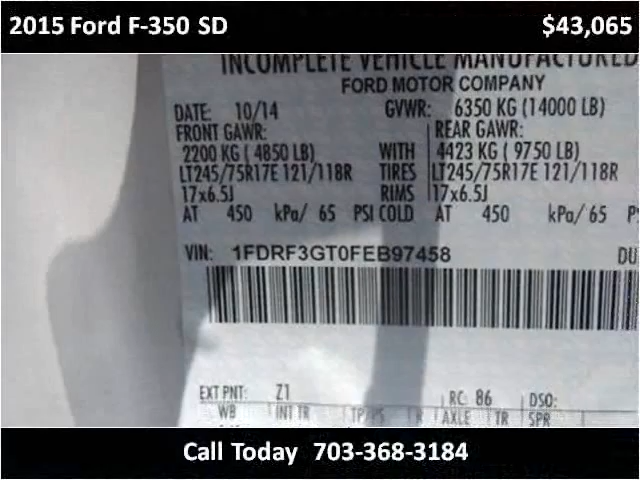 2015 Ford F-350 SD $43,065
INCOMPLETE VEHICLE MANUFACTURED
FORD MOTOR COMPANY
DATE: 10/14 GVWR: 6350 KG (14000 LB)
FRONT GAWR: REAR GAWR:
2200 KG ( 4850 LB) WITH 4423 KG ( 9750 LB)
LT245/75R17E 121/118R TIRES LT245/75R17E 121/118R
17x6.5J RIMS 17x6.5J
AT 450 kPa/ 65 PSI COLD AT 450 kPa/ 65 P
VIN: 1FDRF3GT0FEB97458 DU
EXT PNT: Z1 RC: 86 DSO:
WB INT TR TP/PS R AXLE TR SPR
Call Today 703-368-3184